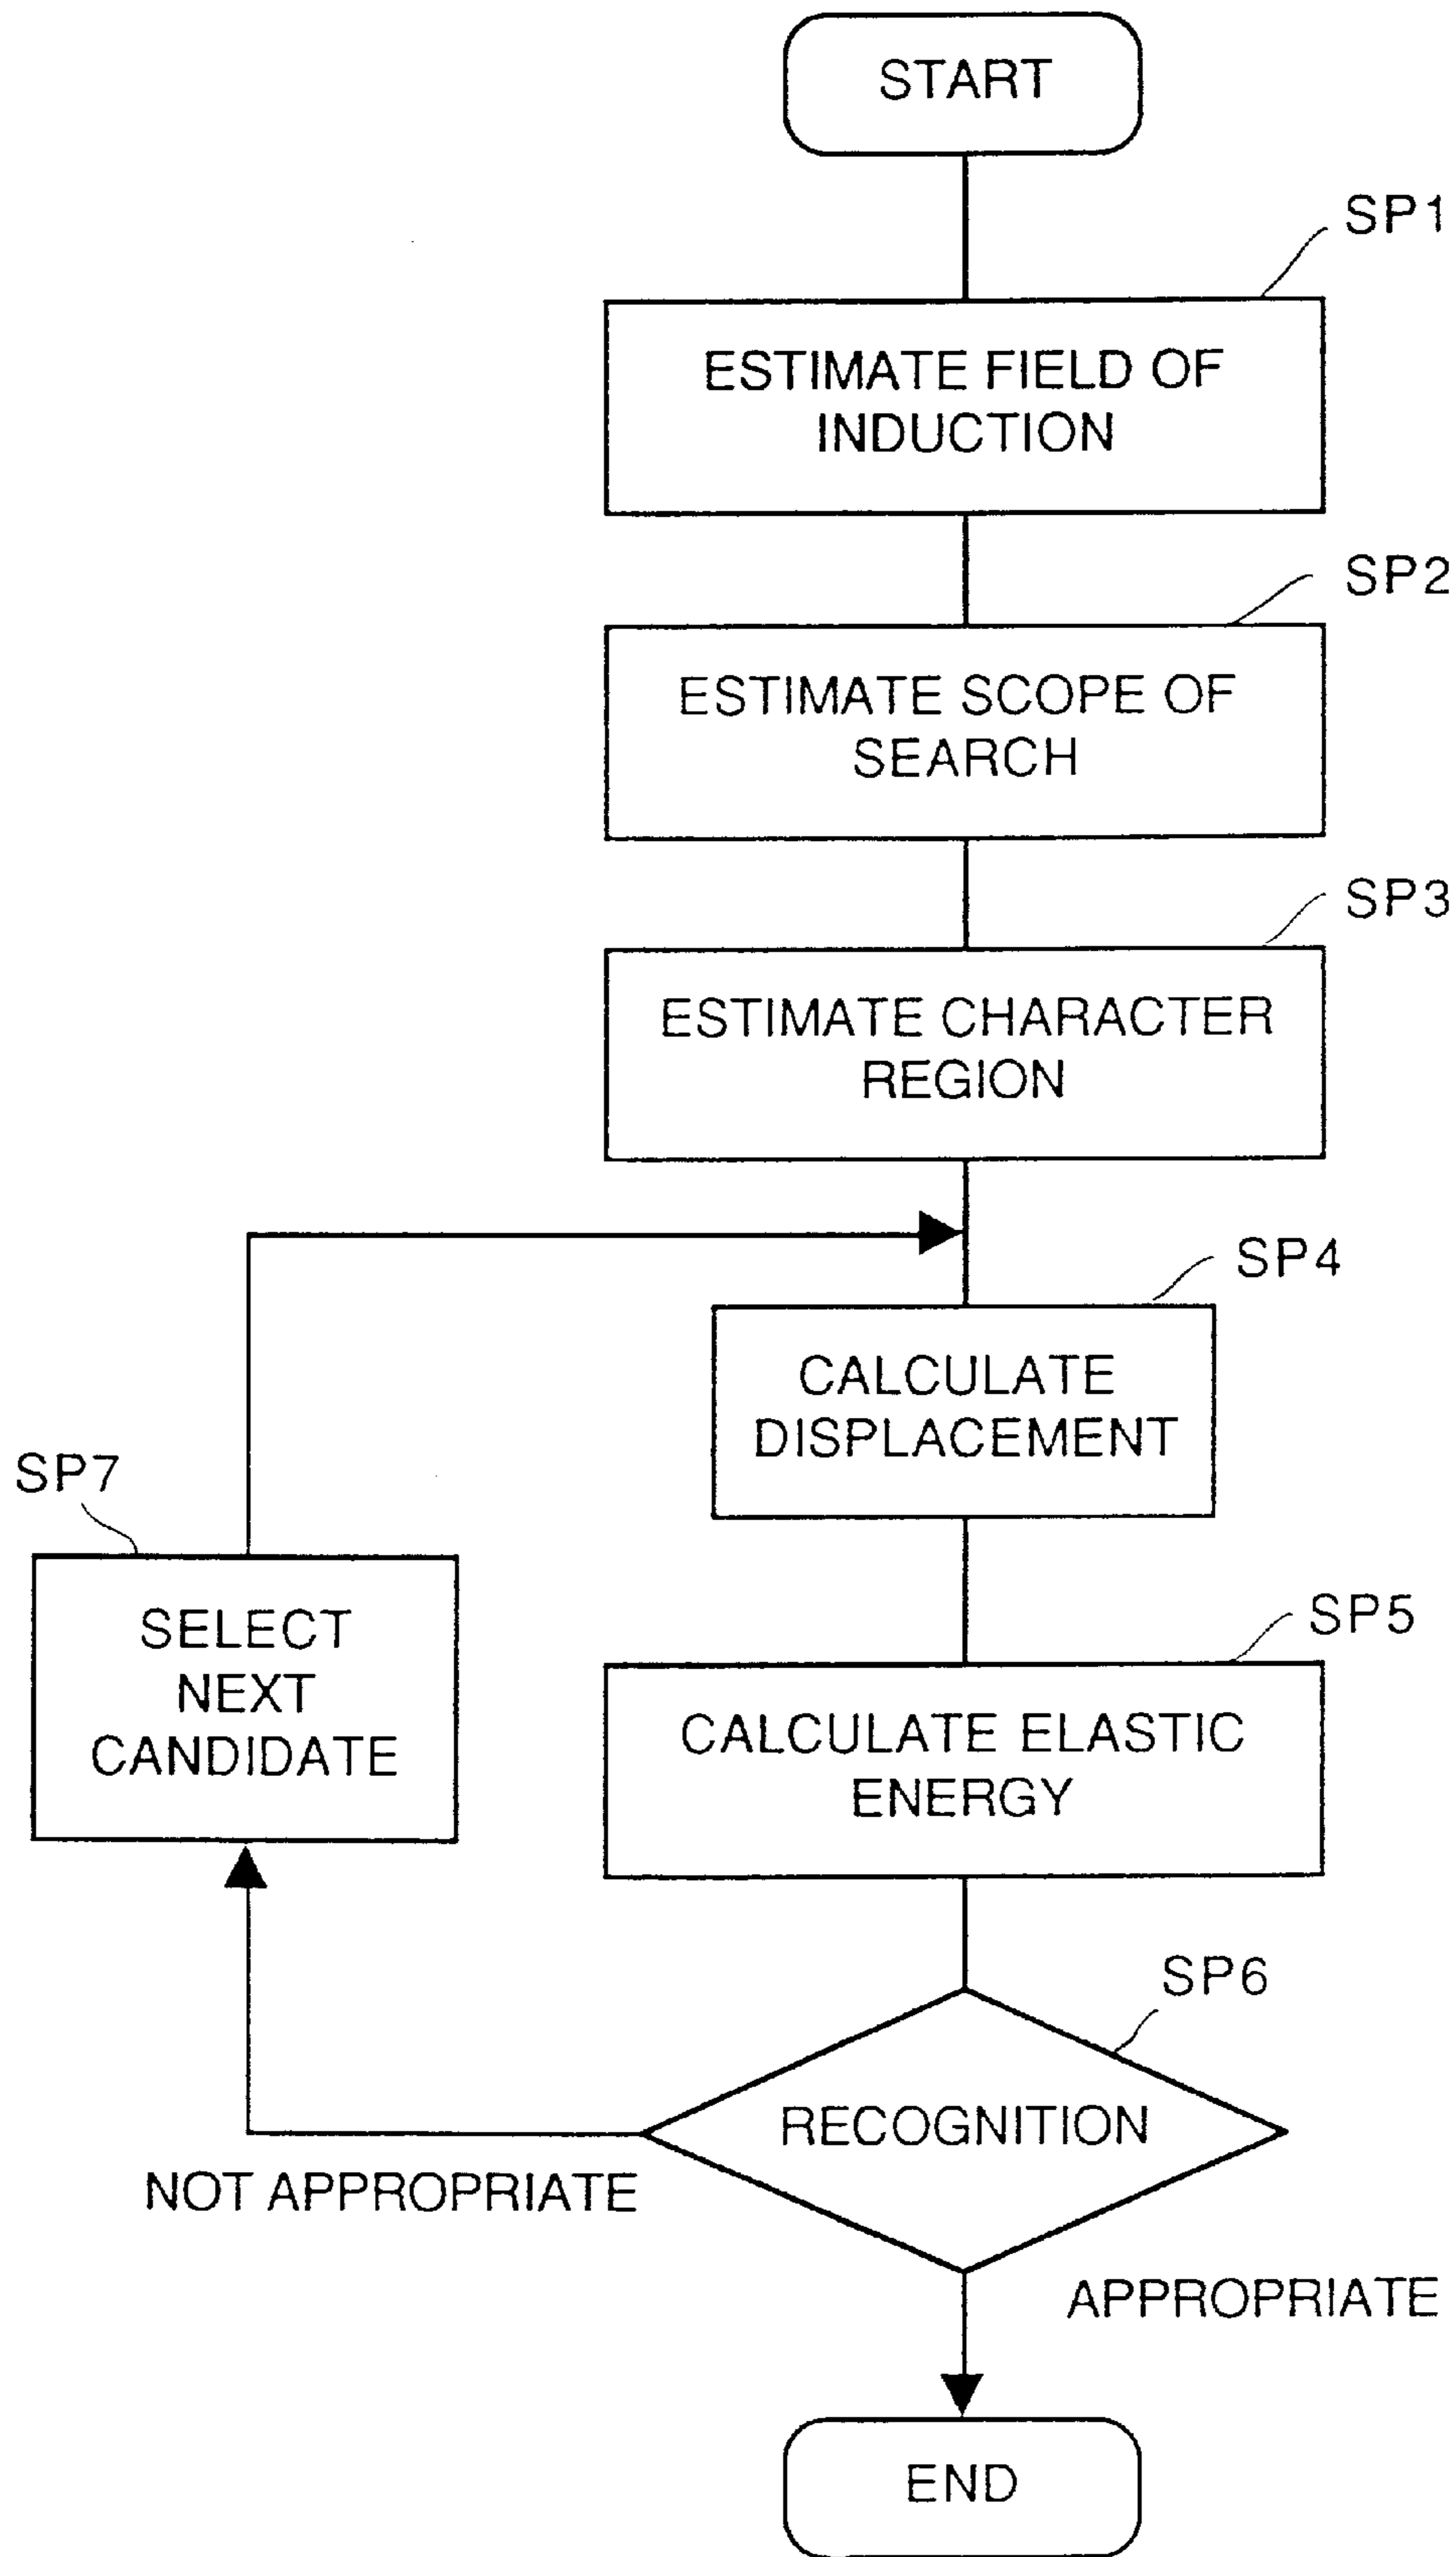 START
SP1
ESTIMATE FIELD OF
INDUCTION
SP2
ESTIMATE SCOPE OF
SEARCH
SP3
ESTIMATE CHARACTER
REGION
SP4
CALCULATE
DISPLACEMENT
SP7
SELECT
NEXT
CANDIDATE
SP5
CALCULATE ELASTIC
ENERGY
SP6
RECOGNITION
NOT APPROPRIATE
APPROPRIATE
END